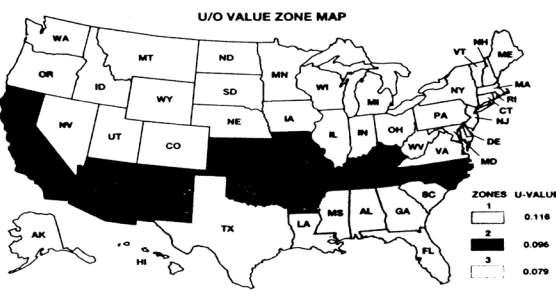 U/O VALUE ZONE MAP
WA
OR
ID
MT
WY
NV
UT
CO
ND
SD
NE
MN
IA
WI
MI
IL
IN
OH
WV
VA
PA
NY
VT
NH
ME
MA
RI
CT
NJ
DE
MD
SC
GA
AL
MS
LA
TX
FL
AK
HI
ZONES U-VALUE
1
0.116
2
0.096
3
0.079